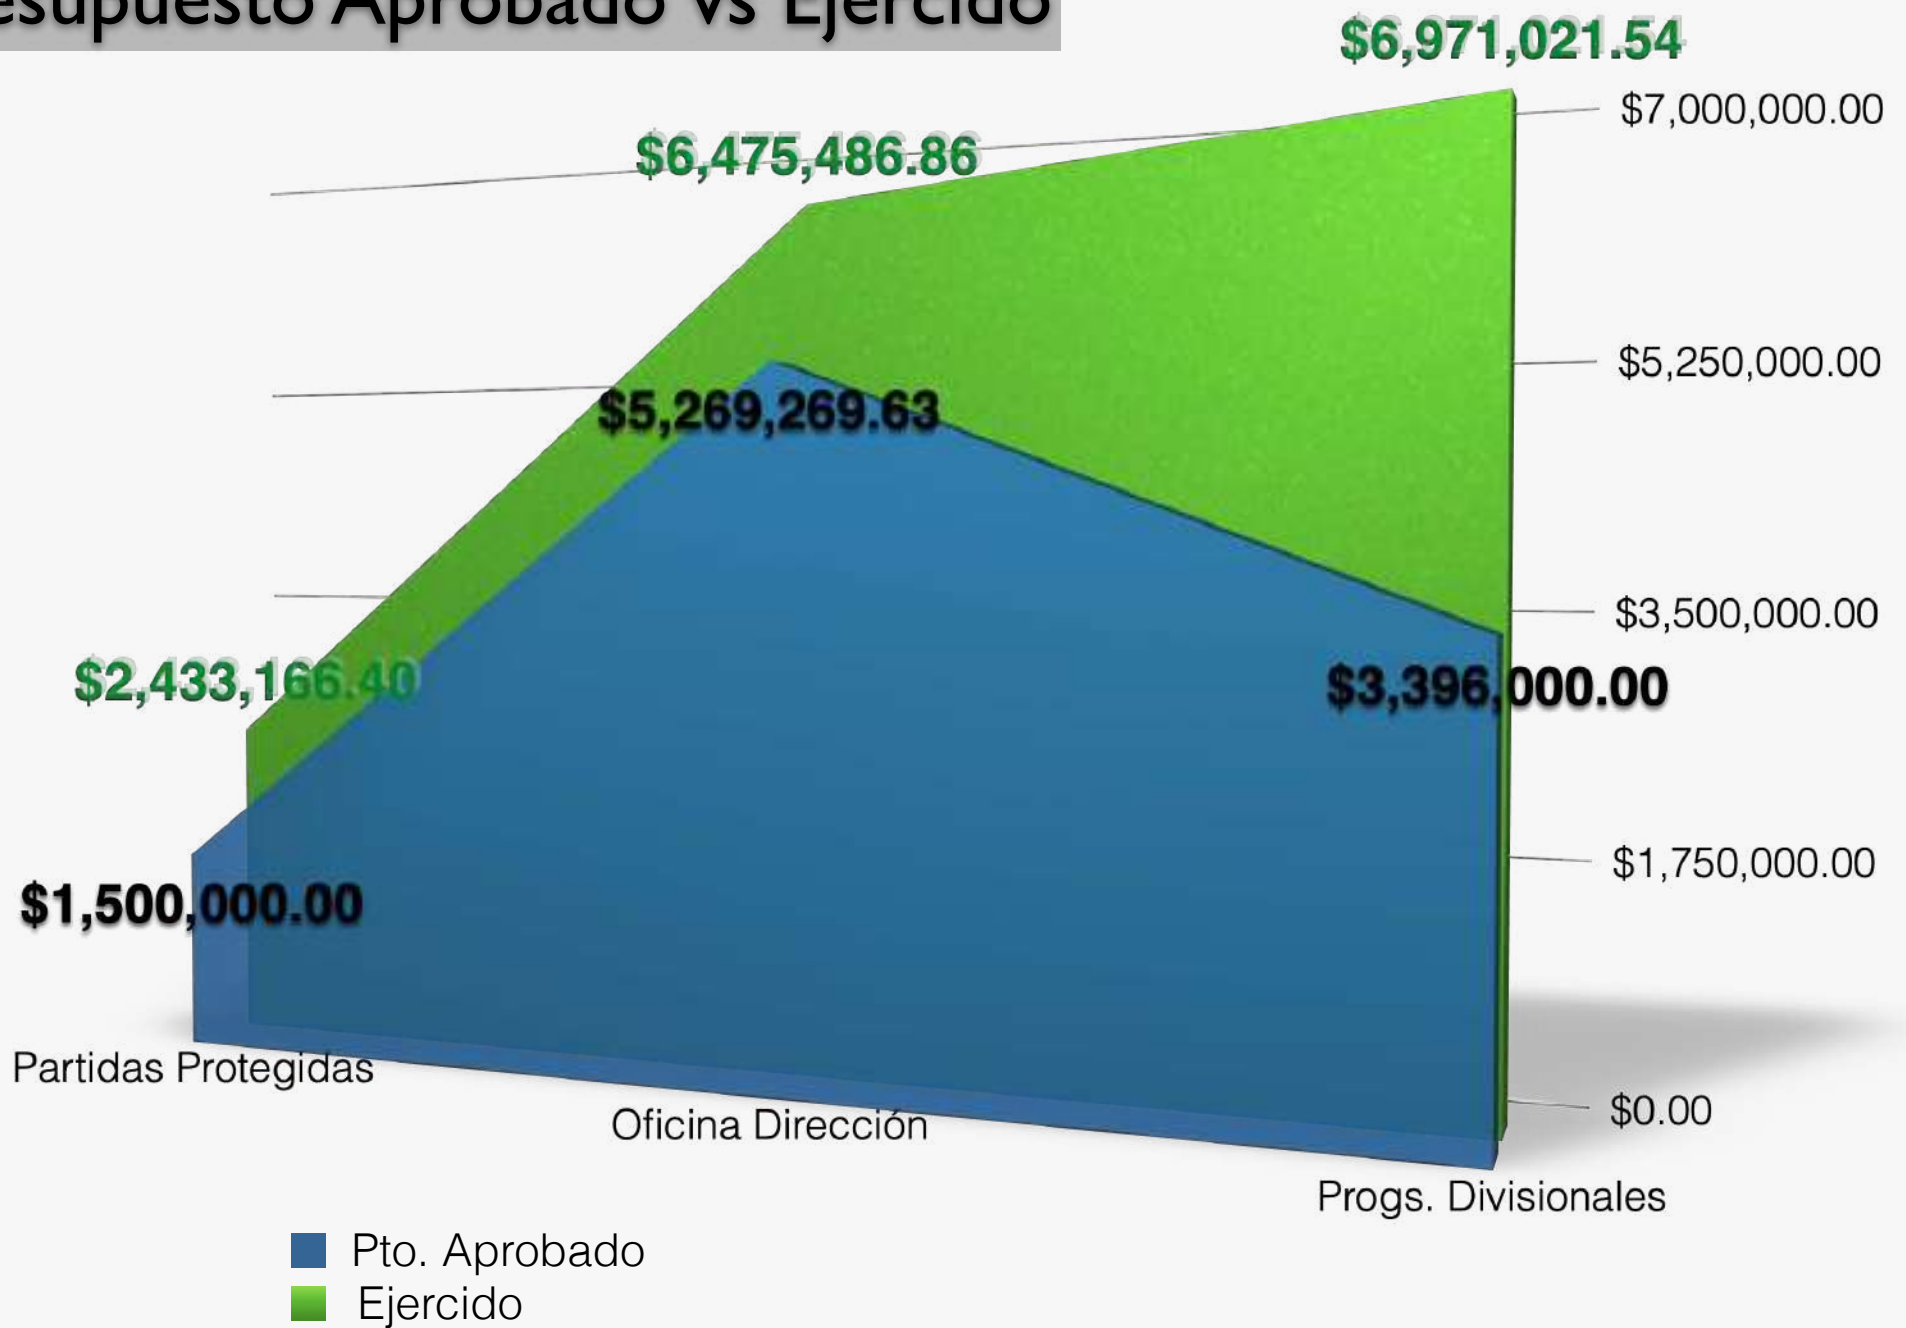 esupuesto Aprobado vs Ejercido
$6,971,021.54
$7,000,000.00
$6,475,486.86
$5,250,000.00
$5,269,269.63
$3,500,000.00
$2,433,166.40
$3,396,000.00
$1,750,000.00
$1,500,000.00
Partidas Protegidas
Oficina Dirección
$0.00
Progs. Divisionales
Pto. Aprobado
Ejercido